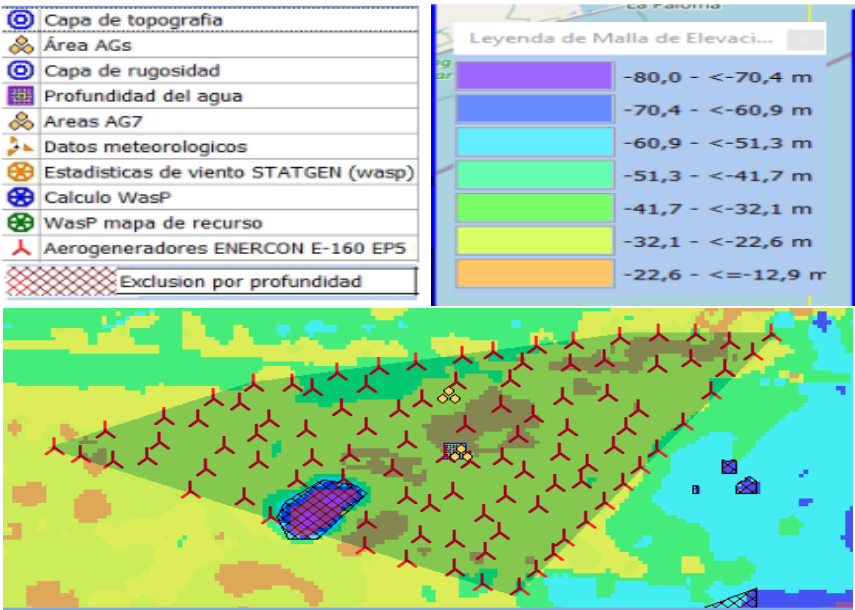 Capa de topografia
Área AGs
Capa de rugosidad
Profundidad del agua
Areas AG7
Datos meteorologicos
Estadisticas de viento STATGEN (wasp)
Calculo WasP
WasP mapa de recurso
Aerogeneradores ENERCON E-160 EP5
Exclusion por profundidad
La Paloma
Leyenda de Malla de Elevaci...
-80,0 - <-70,4 m
-70,4 - <-60,9 m
-60,9 - <-51,3 m
-51,3 - <-41,7 m
-41,7 - <-32,1 m
-32,1 - <-22,6 m
-22,6 - <=-12,9 m